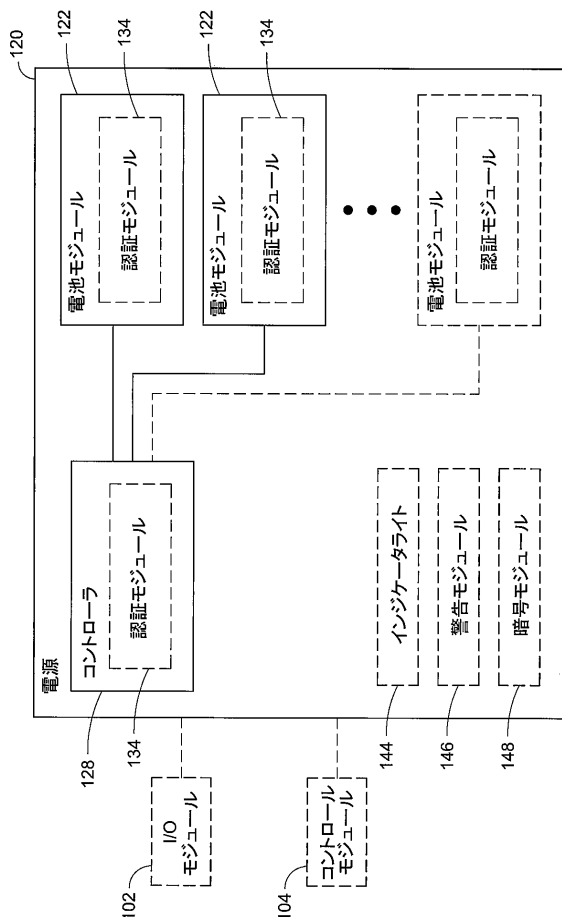 120
電源
122
電池モジュール
134
認証モジュール
122
電池モジュール
134
認証モジュール
電池モジュール
認証モジュール
コントローラ
認証モジュール
128
134
インジケータライト
144
警告モジュール
146
暗号モジュール
148
I/O
モジュール
102
コントロール
モジュール
104